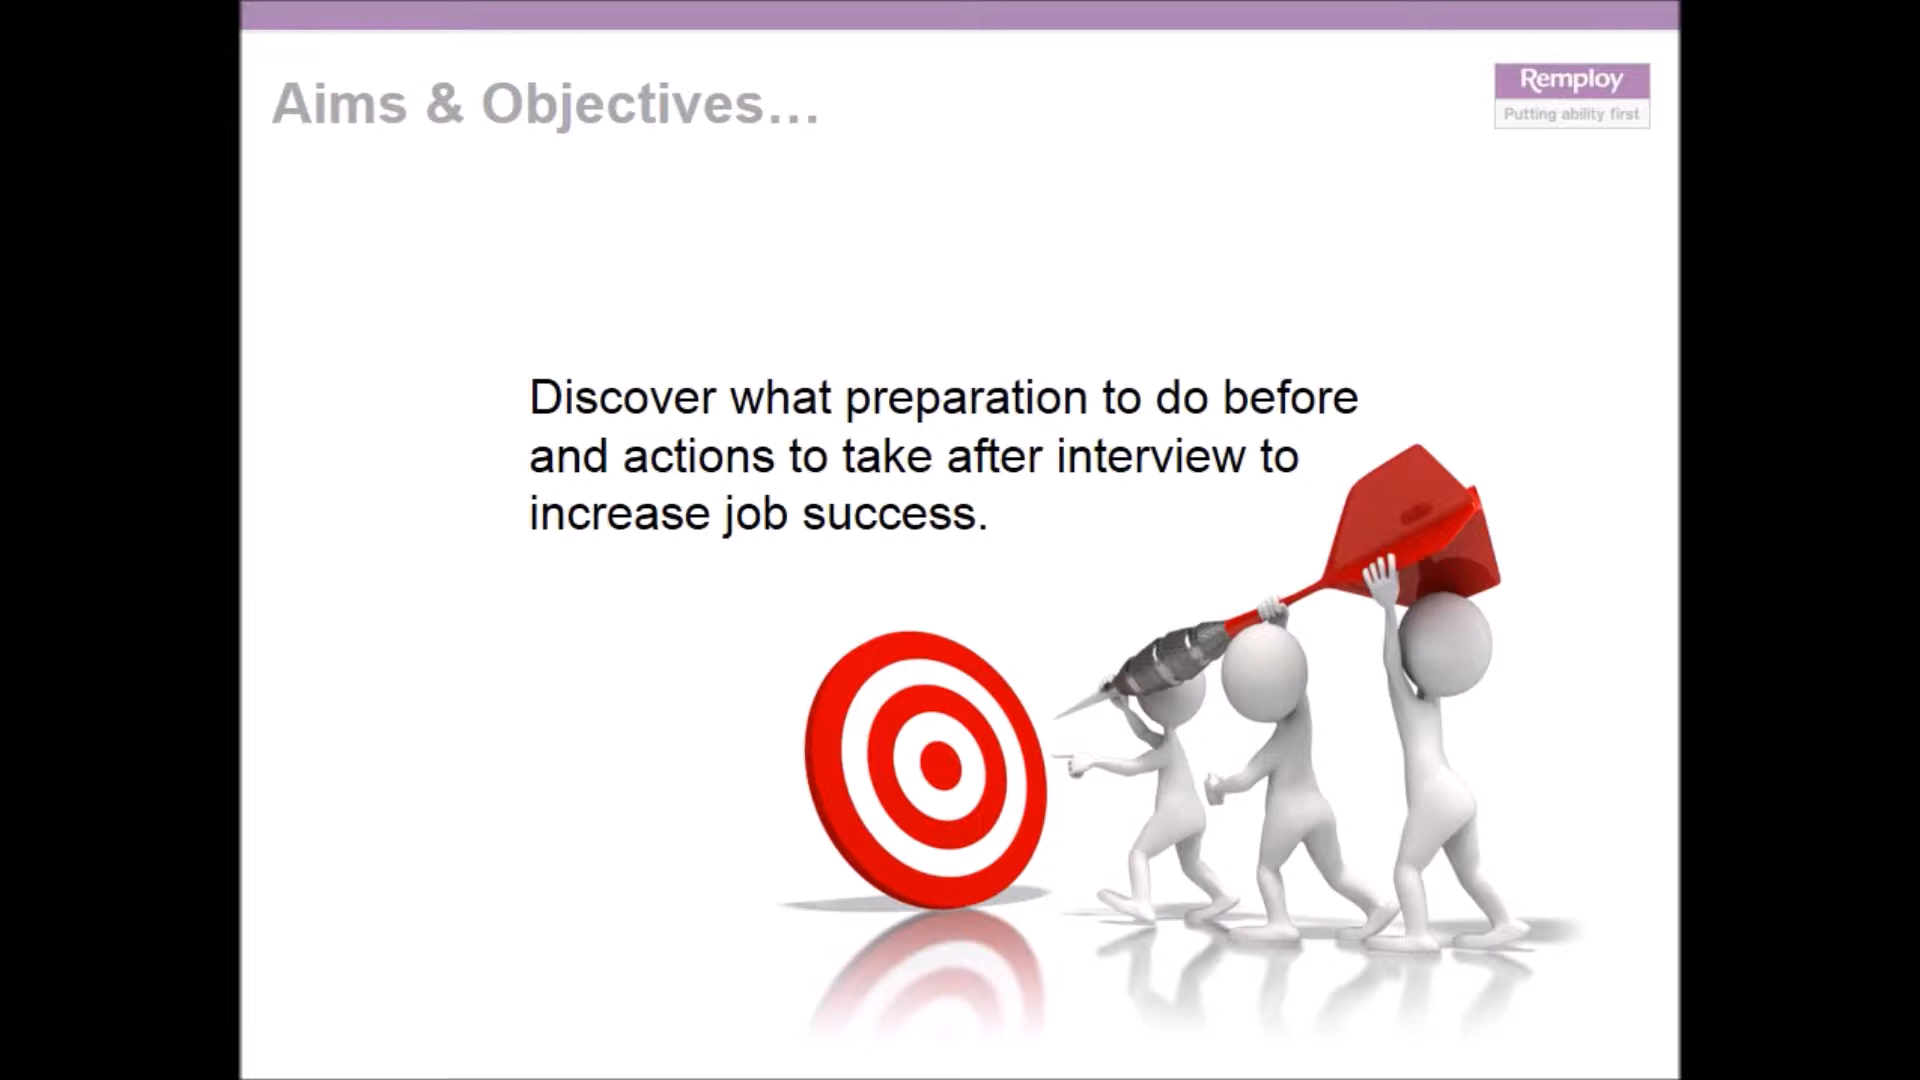 Aims & Objectives…
Remploy
Putting ability first
Discover what preparation to do before
and actions to take after interview to
increase job success.